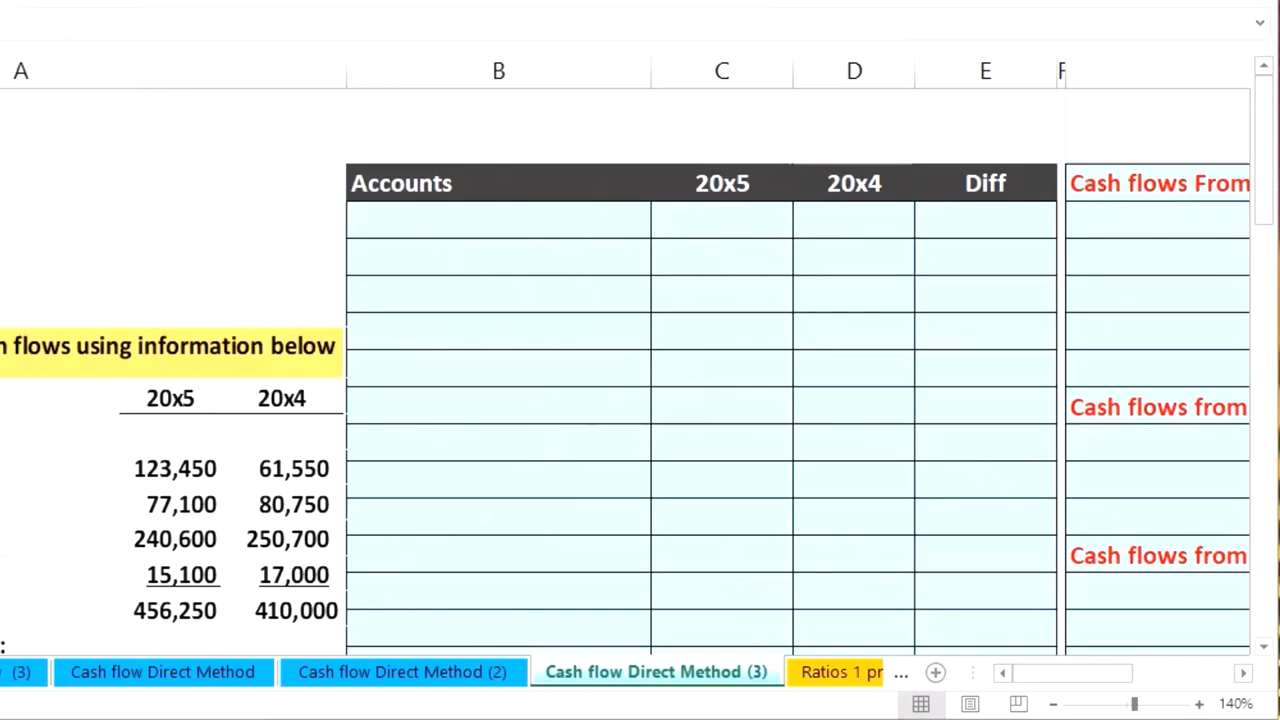 A B C D E F
Accounts 20x5 20x4 Diff Cash flows From
flows using information below
20x5 20x4
Cash flows from
123,450 61,550
77,100 80,750
240,600 250,700
Cash flows from
15,100 17,000
456,250 410,000
:
(3) Cash flow Direct Method Cash flow Direct Method (2) Cash flow Direct Method (3) Ratios 1 pr ...
140%